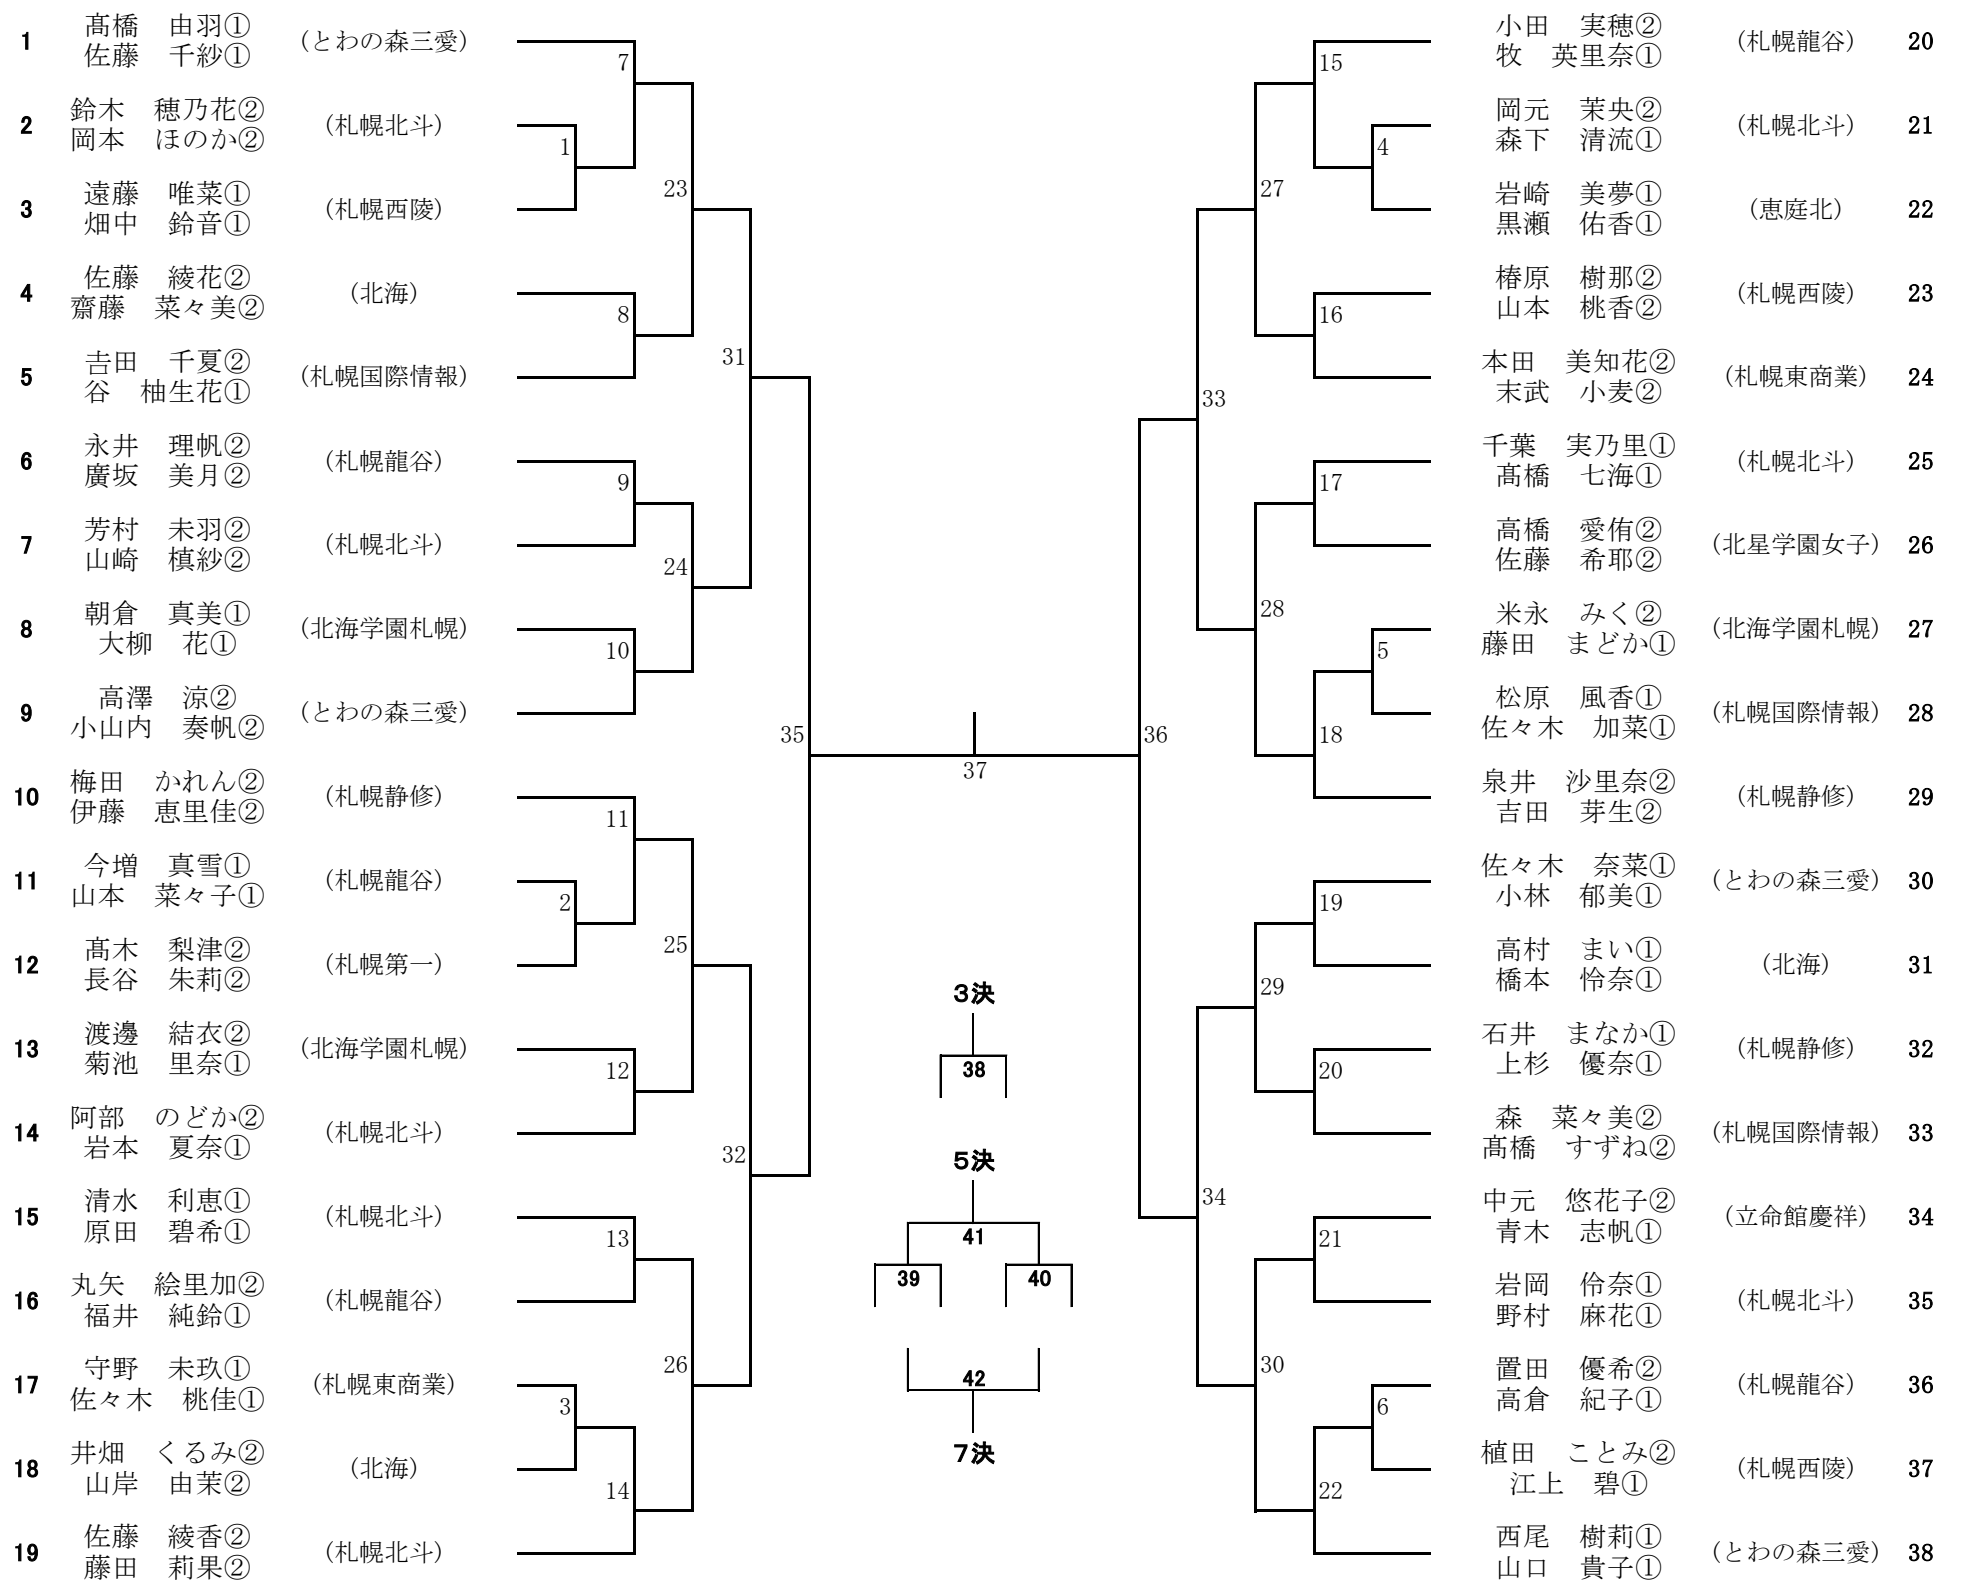 1 髙橋　由羽① (とわの森三愛)
佐藤　千紗①
2 鈴木　穂乃花② (札幌北斗)
岡本　ほのか②
3 遠藤　唯菜① (札幌西陵)
畑中　鈴音①
4 佐藤　綾花② (北海)
齋藤　菜々美②
5 𠮷田　千夏② (札幌国際情報)
谷　柚生花①
6 永井　理帆② (札幌龍谷)
廣坂　美月②
7 芳村　未羽② (札幌北斗)
山崎　槙紗②
8 朝倉　真美① (北海学園札幌)
大柳　花①
9 高澤　涼② (とわの森三愛)
小山内　奏帆②
10 梅田　かれん② (札幌静修)
伊藤　恵里佳②
11 今増　真雪① (札幌龍谷)
山本　菜々子①
12 髙木　梨津② (札幌第一)
長谷　朱莉②
13 渡邊　結衣② (北海学園札幌)
菊池　里奈①
14 阿部　のどか② (札幌北斗)
岩本　夏奈①
15 清水　利恵① (札幌北斗)
原田　碧希①
16 丸矢　絵里加② (札幌龍谷)
福井　純鈴①
17 守野　未玖① (札幌東商業)
佐々木　桃佳①
18 井畑　くるみ② (北海)
山岸　由茉②
19 佐藤　綾香② (札幌北斗)
藤田　莉果②
7
1
23
8
31
9
24
10
35
11
2
25
12
32
13
26
3
14
37
3決
38
5決
41
39 40
42
7決
15
4
27
16
33
17
28
5
18
36
19
29
20
34
21
30
6
22
小田　実穂② (札幌龍谷) 20
牧　英里奈①
岡元　茉央② (札幌北斗) 21
森下　清流①
岩崎　美夢① (恵庭北) 22
黒瀬　佑香①
椿原　樹那② (札幌西陵) 23
山本　桃香②
本田　美知花② (札幌東商業) 24
末武　小麦②
千葉　実乃里① (札幌北斗) 25
髙橋　七海①
高橋　愛侑② (北星学園女子) 26
佐藤　希耶②
米永　みく② (北海学園札幌) 27
藤田　まどか①
松原　風香① (札幌国際情報) 28
佐々木　加菜①
泉井　沙里奈② (札幌静修) 29
吉田　芽生②
佐々木　奈菜① (とわの森三愛) 30
小林　郁美①
高村　まい① (北海) 31
橋本　怜奈①
石井　まなか① (札幌静修) 32
上杉　優奈①
森　菜々美② (札幌国際情報) 33
髙橋　すずね②
中元　悠花子② (立命館慶祥) 34
青木　志帆①
岩岡　伶奈① (札幌北斗) 35
野村　麻花①
置田　優希② (札幌龍谷) 36
高倉　紀子①
植田　ことみ② (札幌西陵) 37
江上　碧①
西尾　樹莉① (とわの森三愛) 38
山口　貴子①